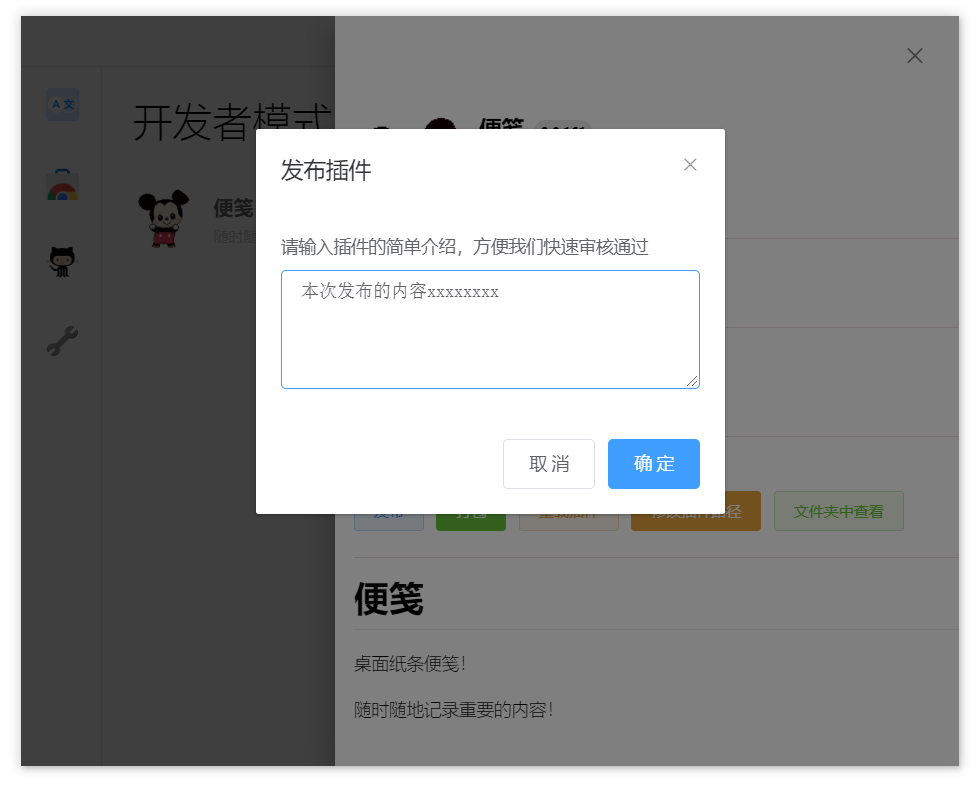 开发者模式
便笺
便笺
发布插件
请输入插件的简单介绍，方便我们快速审核通过
本次发布的内容xxxxxxxx
取消
确定
文件夹中查看
便笺
桌面纸条便笺！
随时随地记录重要的内容！